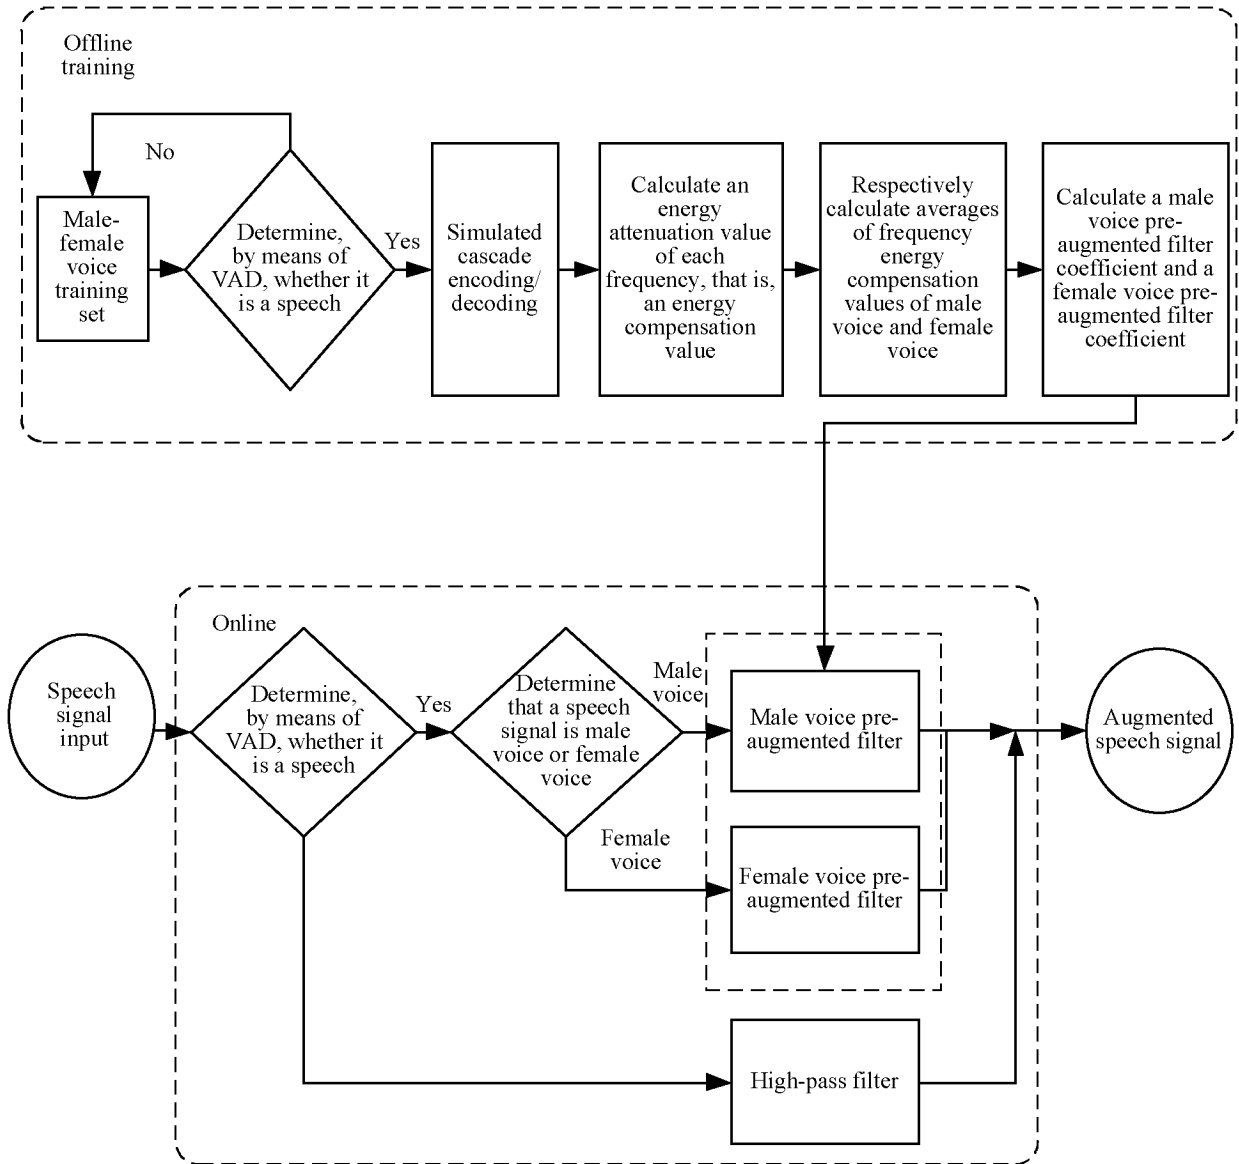 Offline
training
No
Male-
female
voice
training
set
Determine,
by means of
VAD, whether it
is a speech
Yes
Simulated
cascade
encoding/
decoding
Calculate an
energy
attenuation value
of each
frequency, that is,
an energy
compensation
value
Respectively
calculate averages
of frequency
energy
compensation
values of male
voice and female
voice
Calculate a male
voice pre-
augmented filter
coefficient and a
female voice pre-
augmented filter
coefficient
Online
Speech
signal
input
Determine,
by means of
VAD, whether it
is a speech
Yes
Determine
that a speech
signal is male
voice or female
voice
Male
voice
Male voice pre-
augmented filter
Female
voice
Female voice pre-
augmented filter
High-pass filter
Augmented
speech signal